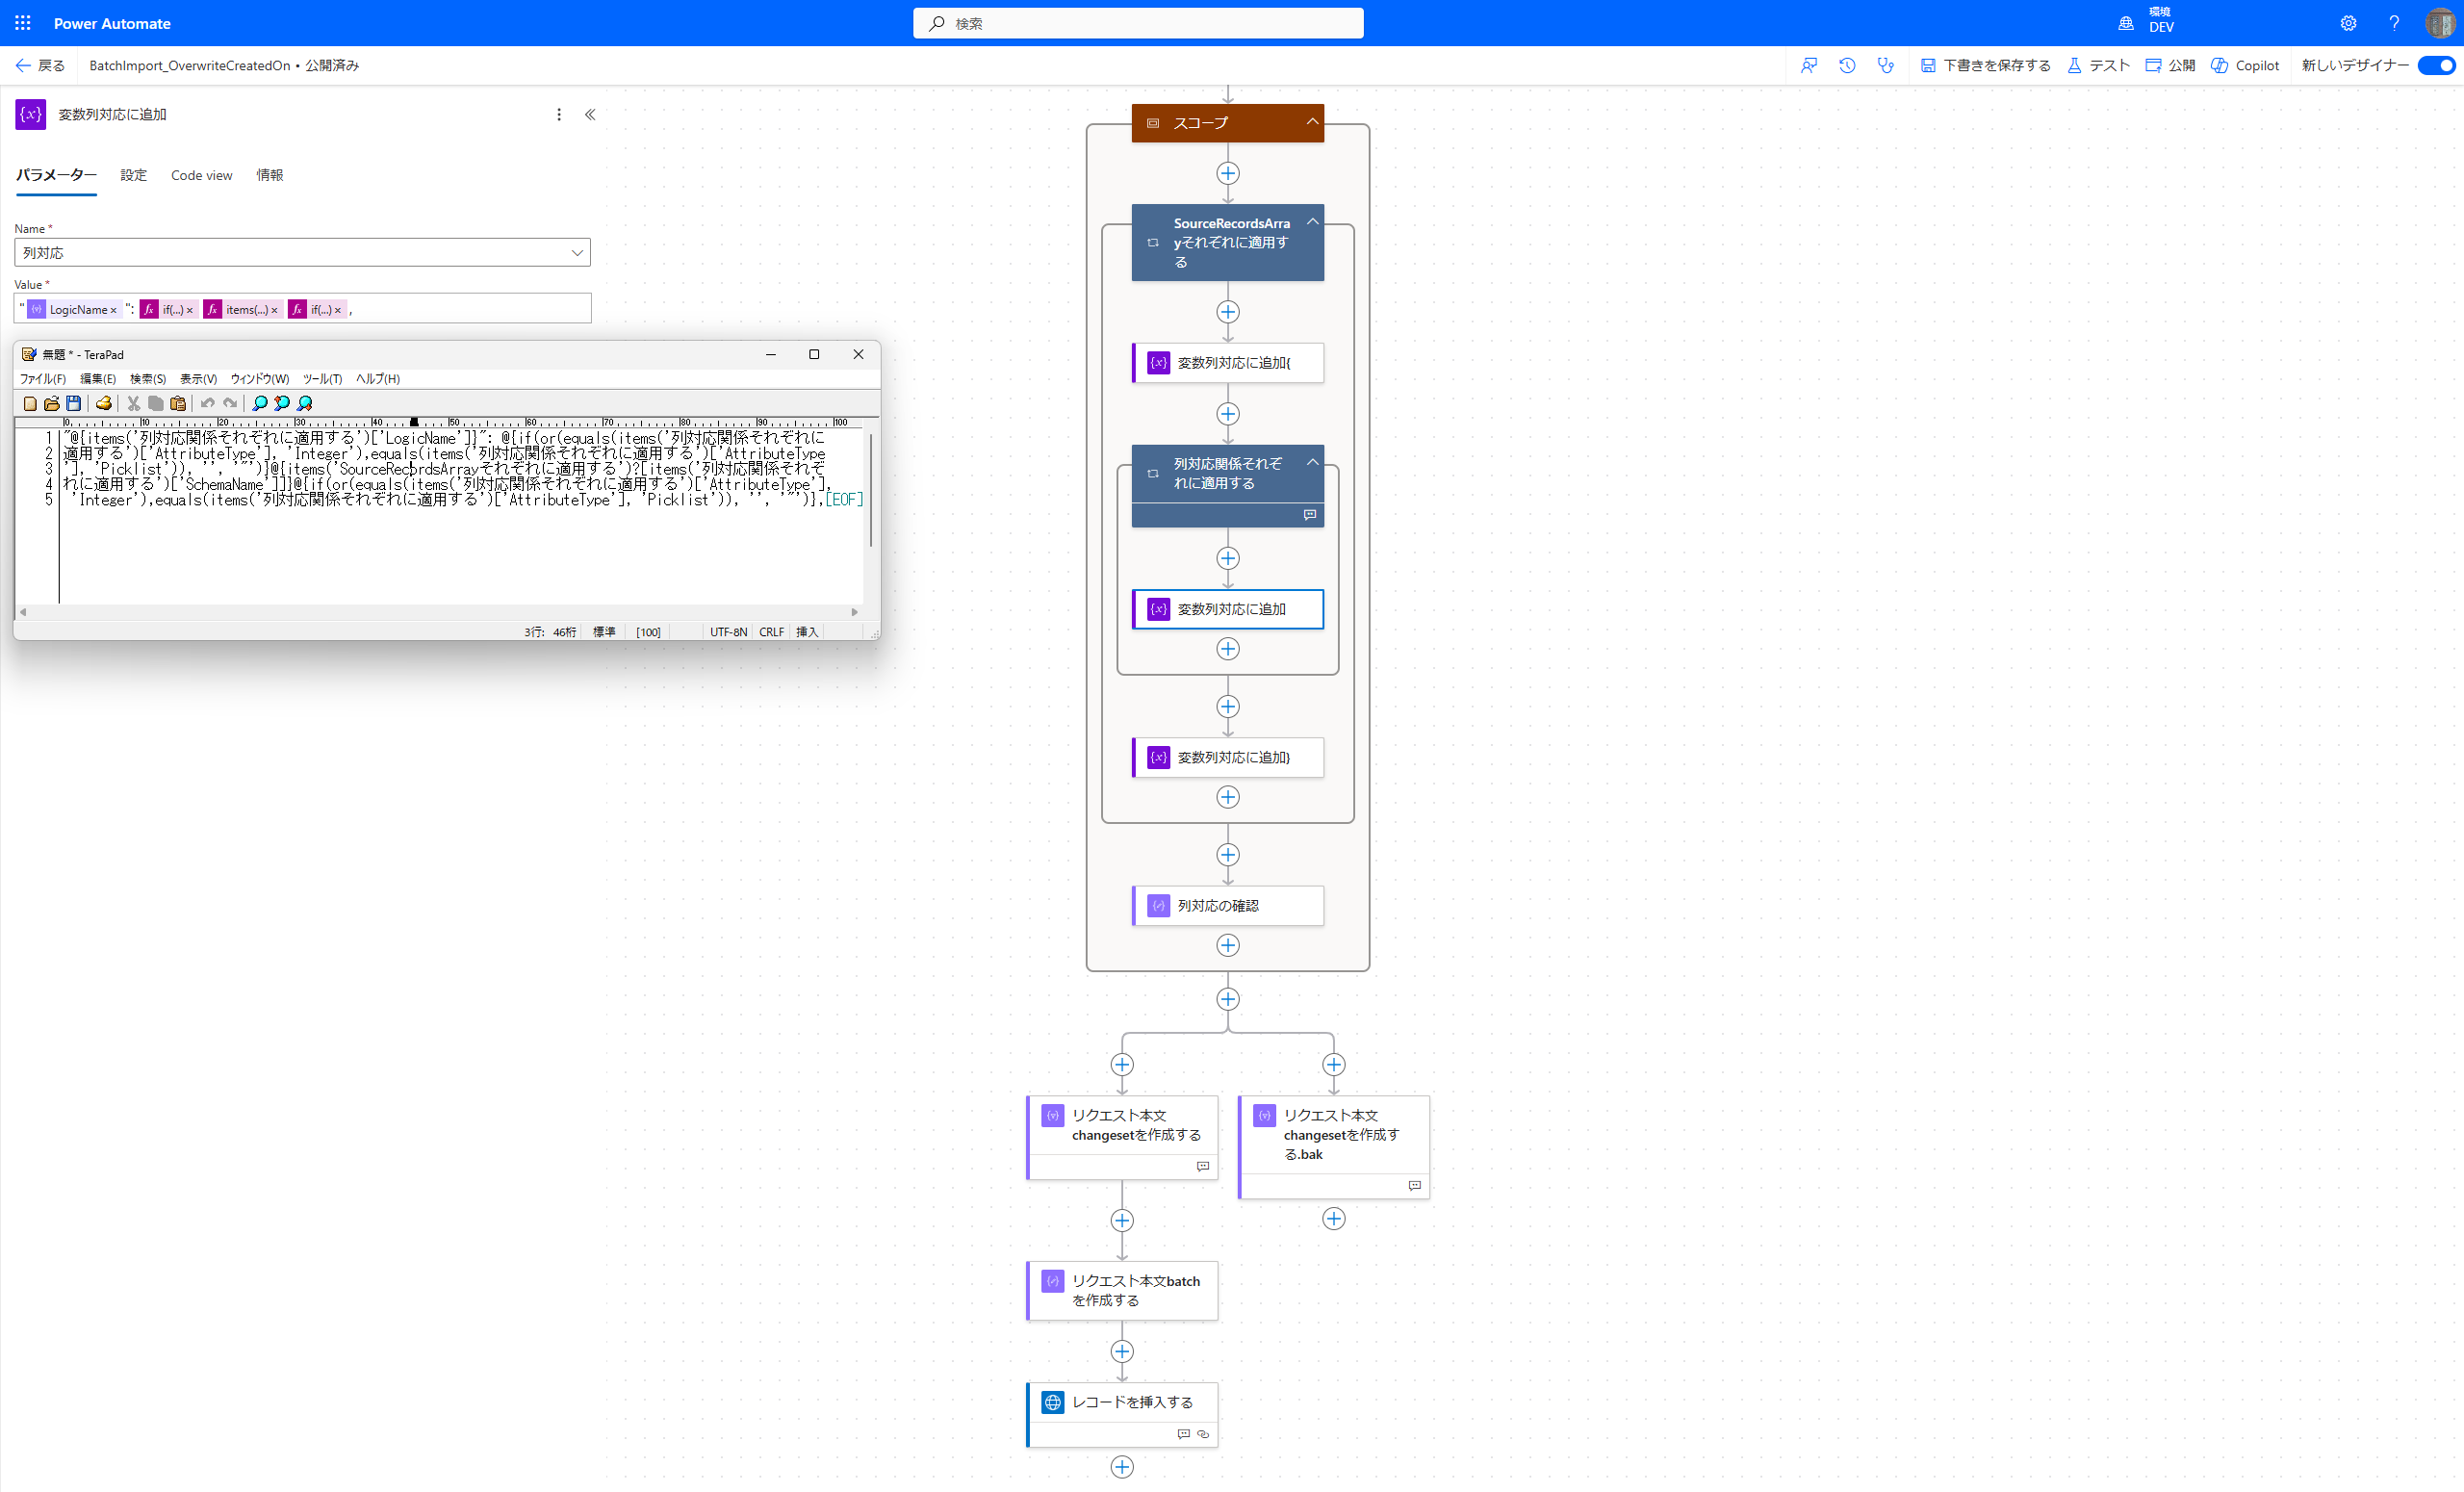 Power Automate
検索
環境
DEV
戻る
BatchImport_OverwriteCreatedOn • 公開済み
下書きを保存する
テスト
公開
Copilot
新しいデザイナー
変数列対応に追加
パラメーター
設定
Code view
情報
Name *
列対応
Value *
" LogicName × ": fx if(...) × fx items(...) × fx if(...) × ,
無題 * - TeraPad
ファイル(F) 編集(E) 検索(S) 表示(V) ウィンドウ(W) ツール(T) ヘルプ(H)
0 10 20 30 40 50 60 70 80 90 100
1 "@{items('列対応関係それぞれに適用する')['LogicName']}": @{if(or(equals(items('列対応関係それぞれに
2 適用する')['AttributeType'], 'Integer'),equals(items('列対応関係それぞれに適用する')['AttributeType
3 '], 'Picklist')), '', '"')}@{items('SourceRecordsArrayそれぞれに適用する')?[items('列対応関係それぞ
4 れに適用する')['SchemaName']]}@{if(or(equals(items('列対応関係それぞれに適用する')['AttributeType'],
5 'Integer'),equals(items('列対応関係それぞれに適用する')['AttributeType'], 'Picklist')), '', '"')},[EOF]
3行: 46桁 標準 [100] UTF-8N CRLF 挿入
スコープ
SourceRecordsArra
yそれぞれに適用す
る
{x} 変数列対応に追加{
列対応関係それぞ
れに適用する
{x} 変数列対応に追加
{x} 変数列対応に追加}
列対応の確認
リクエスト本文
changesetを作成する
リクエスト本文
changesetを作成す
る.bak
リクエスト本文batch
を作成する
レコードを挿入する